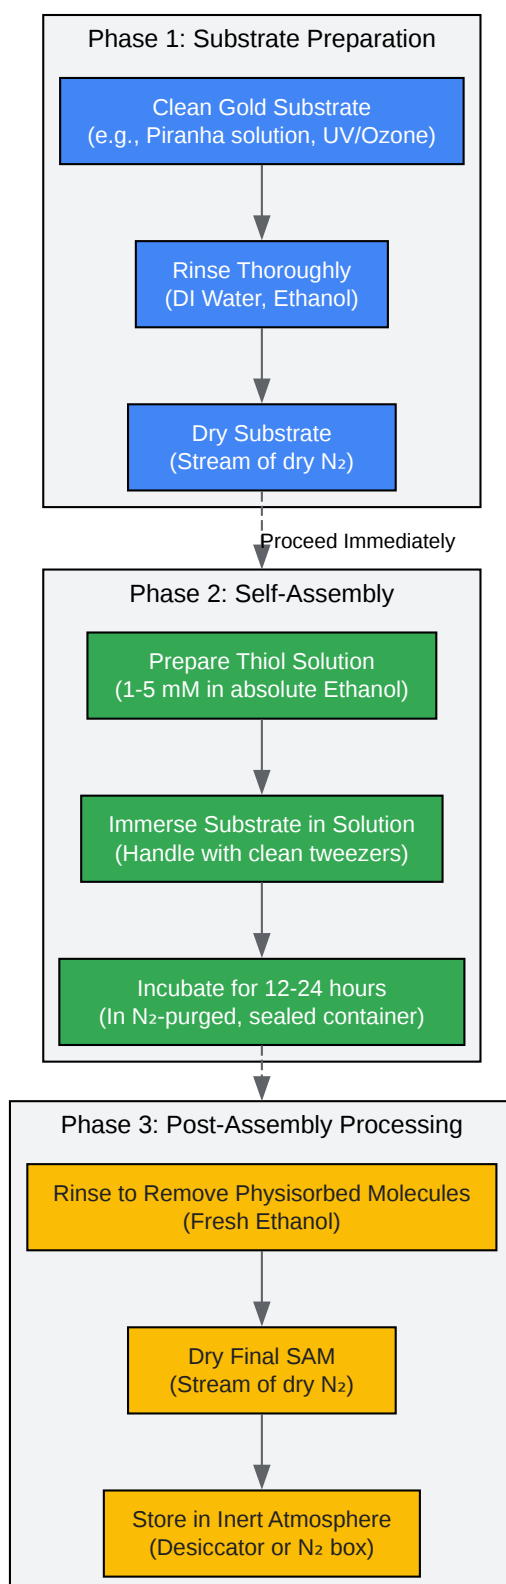 Phase 1: Substrate Preparation
Clean Gold Substrate
(e.g., Piranha solution, UV/Ozone)
Rinse Thoroughly
(DI Water, Ethanol)
Dry Substrate
(Stream of dry N₂)
Proceed Immediately
Phase 2: Self-Assembly
Prepare Thiol Solution
(1-5 mM in absolute Ethanol)
Immerse Substrate in Solution
(Handle with clean tweezers)
Incubate for 12-24 hours
(In N₂-purged, sealed container)
Phase 3: Post-Assembly Processing
Rinse to Remove Physisorbed Molecules
(Fresh Ethanol)
Dry Final SAM
(Stream of dry N₂)
Store in Inert Atmosphere
(Desiccator or N₂ box)